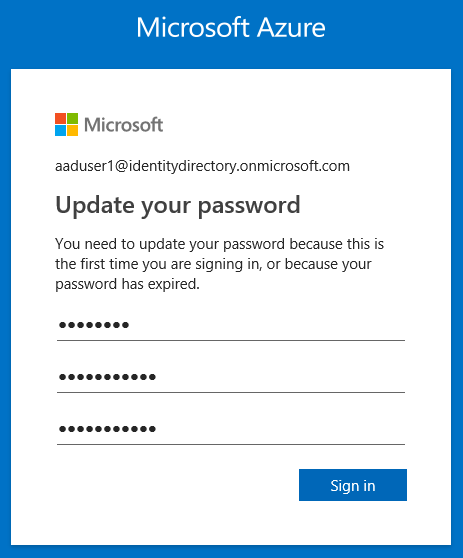 Microsoft Azure
Microsoft
aaduser1@identitydirectory.onmicrosoft.com
Update your password
You need to update your password because this is
the first time you are signing in, or because your
password has expired.
••••••••
•••••••••••
•••••••••••
Sign in